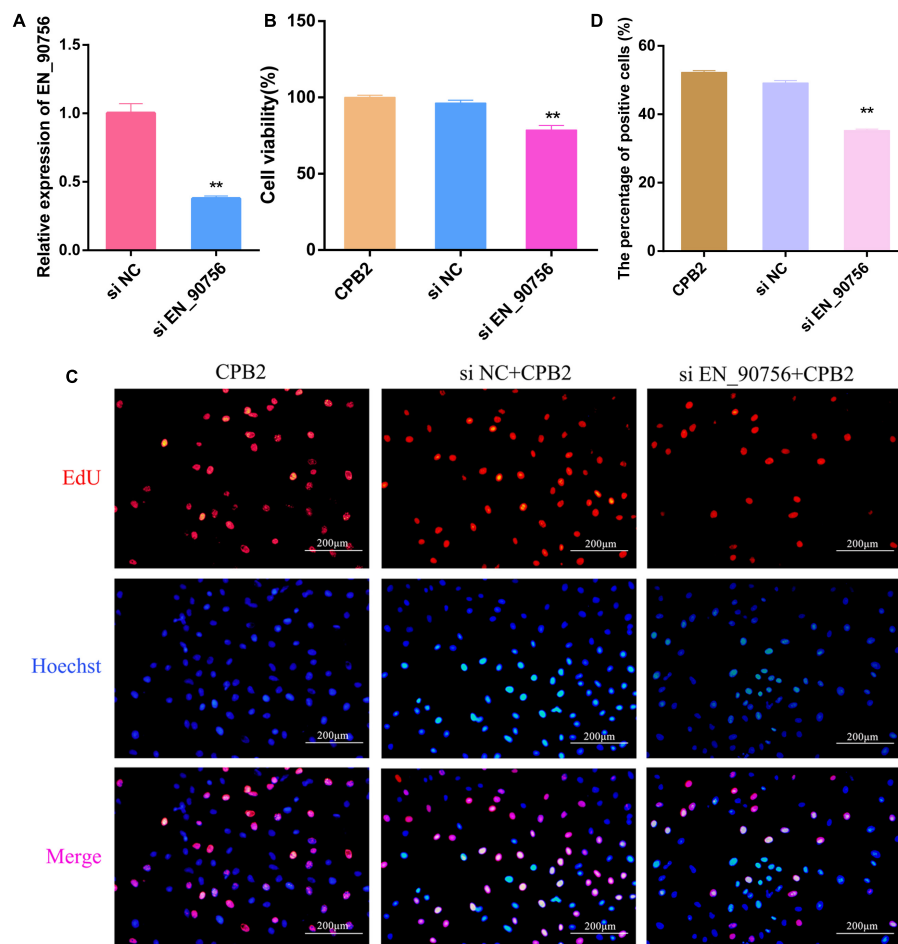 A
Relative expression of EN_90756
1.5
1.0
0.5
0.0
**
si NC
si EN_90756
B
Cell viability(%)
150
100
50
0
**
CPB2
si NC
si EN_90756
D
The percentage of positive cells (%)
60
40
20
0
**
CPB2
si NC
si EN_90756
C
CPB2
si NC+CPB2
si EN_90756+CPB2
EdU
200μm
200μm
200μm
Hoechst
200μm
200μm
200μm
Merge
200μm
200μm
200μm